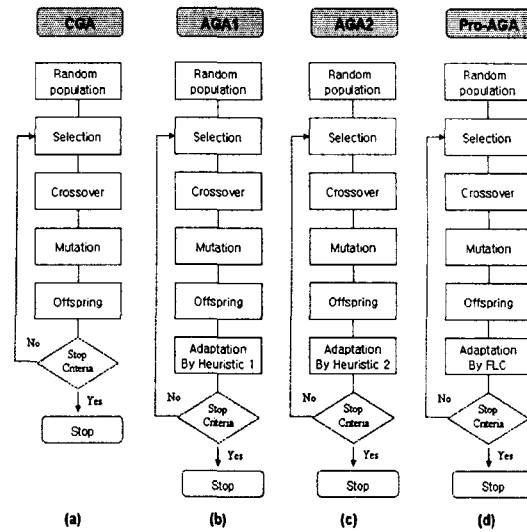 CGA
Random
population
Selection
Crossover
Mutation
Offspring
No
Stop
Criteria
Yes
Stop
(a)
AGA1
Random
population
Selection
Crossover
Mutation
Offspring
Adaptation
By Heuristic 1
No
Stop
Criteria
Yes
Stop
(b)
AGA2
Random
population
Selection
Crossover
Mutation
Offspring
Adaptation
By Heuristic 2
No
Stop
Criteria
Yes
Stop
(c)
Pro-AGA
Random
population
Selection
Crossover
Mutation
Offspring
Adaptation
By FLC
No
Stop
Criteria
Yes
Stop
(d)